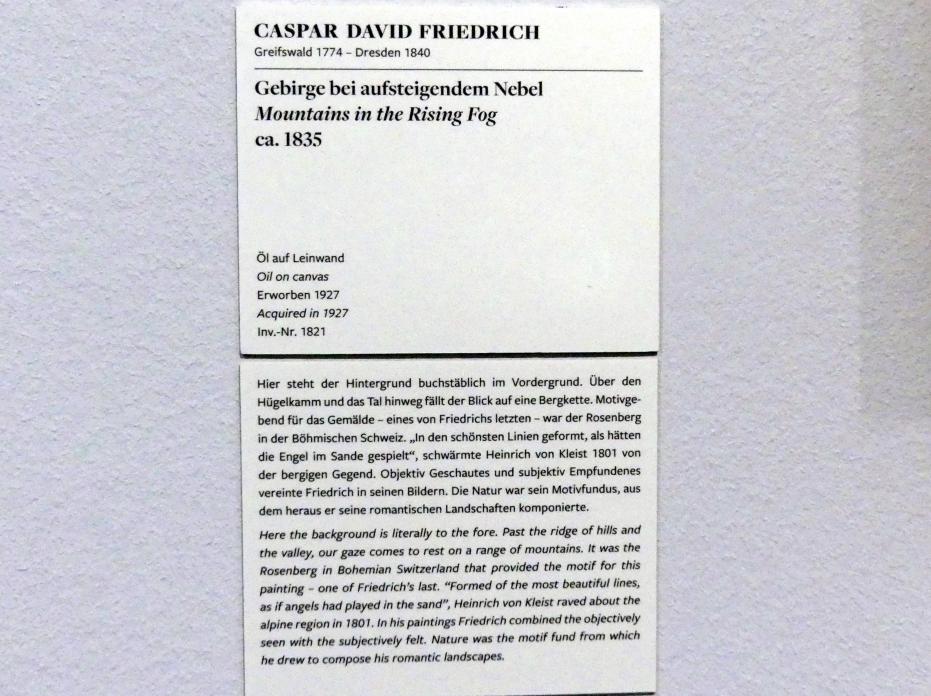 CASPAR DAVID FRIEDRICH
Greifswald 1774 – Dresden 1840
Gebirge bei aufsteigendem Nebel
Mountains in the Rising Fog
ca. 1835
Öl auf Leinwand
Oil on canvas
Erworben 1927
Acquired in 1927
Inv.-Nr. 1821
Hier steht der Hintergrund buchstäblich im Vordergrund. Über den
Hügelkamm und das Tal hinweg fällt der Blick auf eine Bergkette. Motivge-
bend für das Gemälde – eines von Friedrichs letzten – war der Rosenberg
in der Böhmischen Schweiz. „In den schönsten Linien geformt, als hätten
die Engel im Sande gespielt“, schwärmte Heinrich von Kleist 1801 von
der bergigen Gegend. Objektiv Geschautes und subjektiv Empfundenes
vereinte Friedrich in seinen Bildern. Die Natur war sein Motivfundus, aus
dem heraus er seine romantischen Landschaften komponierte.
Here the background is literally to the fore. Past the ridge of hills and
the valley, our gaze comes to rest on a range of mountains. It was the
Rosenberg in Bohemian Switzerland that provided the motif for this
painting – one of Friedrich's last. “Formed of the most beautiful lines,
as if angels had played in the sand”, Heinrich von Kleist raved about the
alpine region in 1801. In his paintings Friedrich combined the objectively
seen with the subjectively felt. Nature was the motif fund from which
he drew to compose his romantic landscapes.